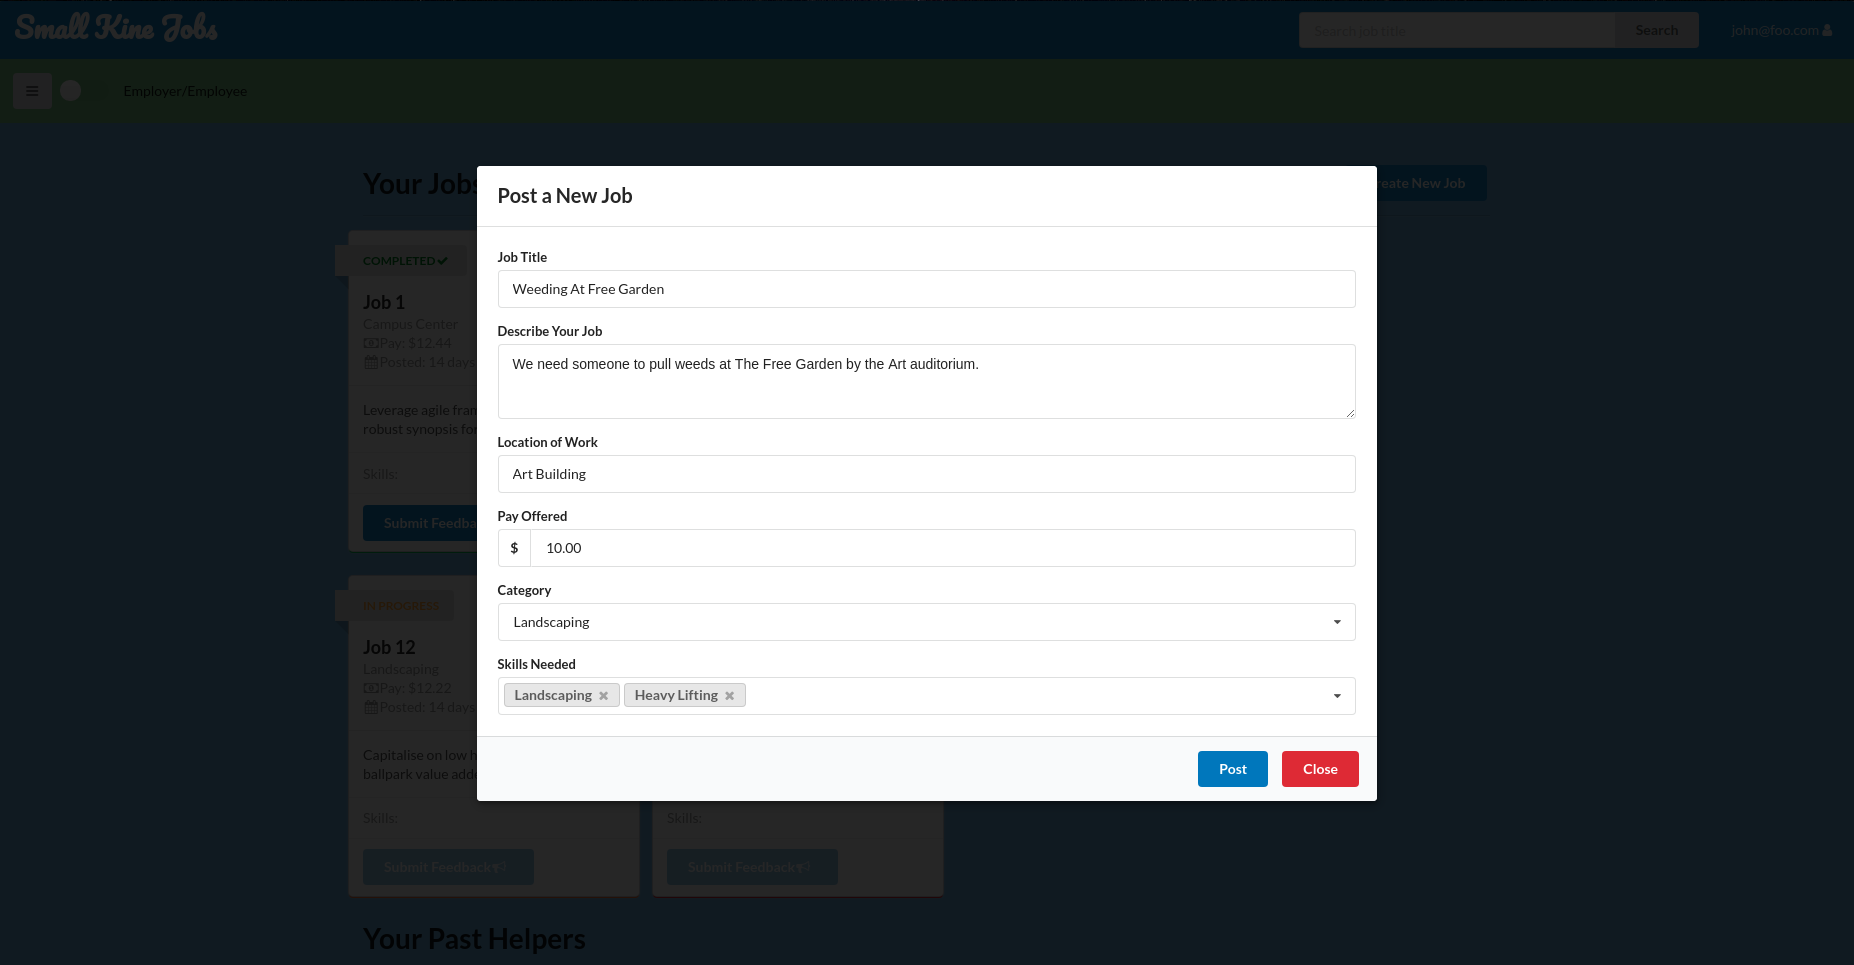 Small Kine Jobs
Search job title
Search
john@foo.com
Employer/Employee
Your Jobs
Create New Job
COMPLETED
Job 1
Campus Center
Pay: $12.44
Posted: 14 days
Leverage agile
robust synopsis for
Skills:
Submit
IN PROGRESS
Job 12
Landscaping
Pay: $12.22
Posted: 14 days
Capitalise on low
ballpark value
Skills:
Submit Feedback
Skills:
Submit Feedback
Your Past Helpers
Post a New Job
Job Title
Weeding At Free Garden
Describe Your Job
We need someone to pull weeds at The Free Garden by the Art auditorium.
Location of Work
Art Building
Pay Offered
$ 10.00
Category
Landscaping
Skills Needed
Landscaping Heavy Lifting
Post Close